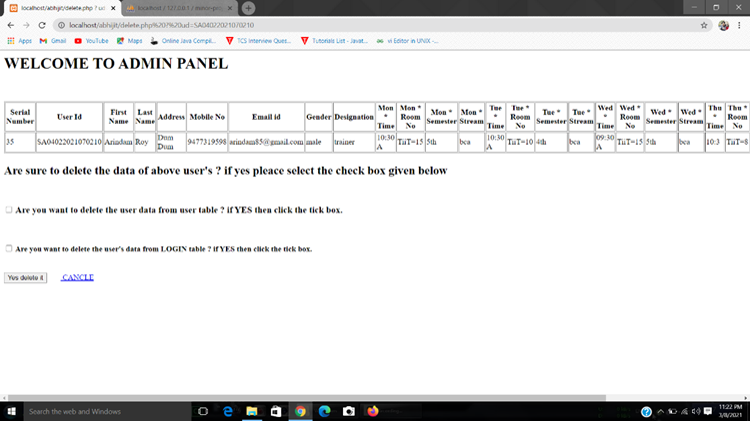 localhost/abhijit/delete.php ? ud
localhost / 127.0.0.1 / minor-pro
localhost/abhijit/delete.php%20?%20ud=SA04022021070210
Apps Gmail YouTube Maps Online Java Compil... TCS Interview Ques... Tutorials List - Javat... vi Editor in UNIX -...
WELCOME TO ADMIN PANEL
Serial Number User Id First Name Last Name Address Mobile No Email id Gender Designation Mon * Time Mon * Room No Mon * Semester Mon * Stream Tue * Time Tue * Room No Tue * Semester Tue * Stream Wed * Time Wed * Room No Wed * Semester Wed * Stream Thu * Time Thu * Room No
35 SA04022021070210 Arindam Roy Dum Dum 9477319598 arindam85@gmail.com male trainer 10:30 A TiiT=15 5th bca 10:30 A TiiT=10 4th bca 09:30 A TiiT=15 5th bca 10:3 TiiT=8
Are sure to delete the data of above user's ? if yes pleace select the check box given below
Are you want to delete the user data from user table ? if YES then click the tick box.
Are you want to delete the user's data from LOGIN table ? if YES then click the tick box.
Yes delete it CANCLE
Search the web and Windows
11:22 PM
3/8/2021